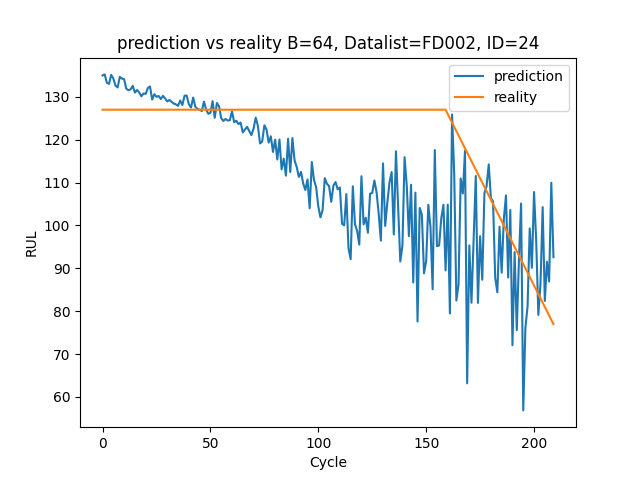 prediction vs reality B=64, Datalist=FD002, ID=24
prediction
reality
130
120
110
100
90
80
70
60
RUL
0
50
100
150
200
Cycle